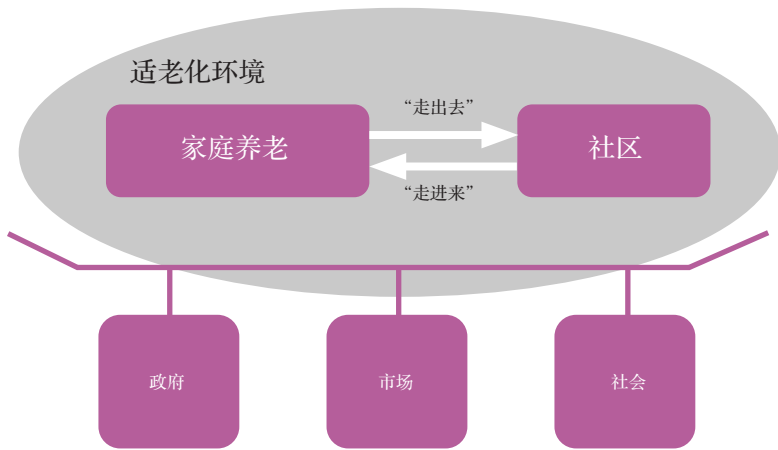 适老化环境
“走出去”
家庭养老
社区
“走进来”
政府
市场
社会